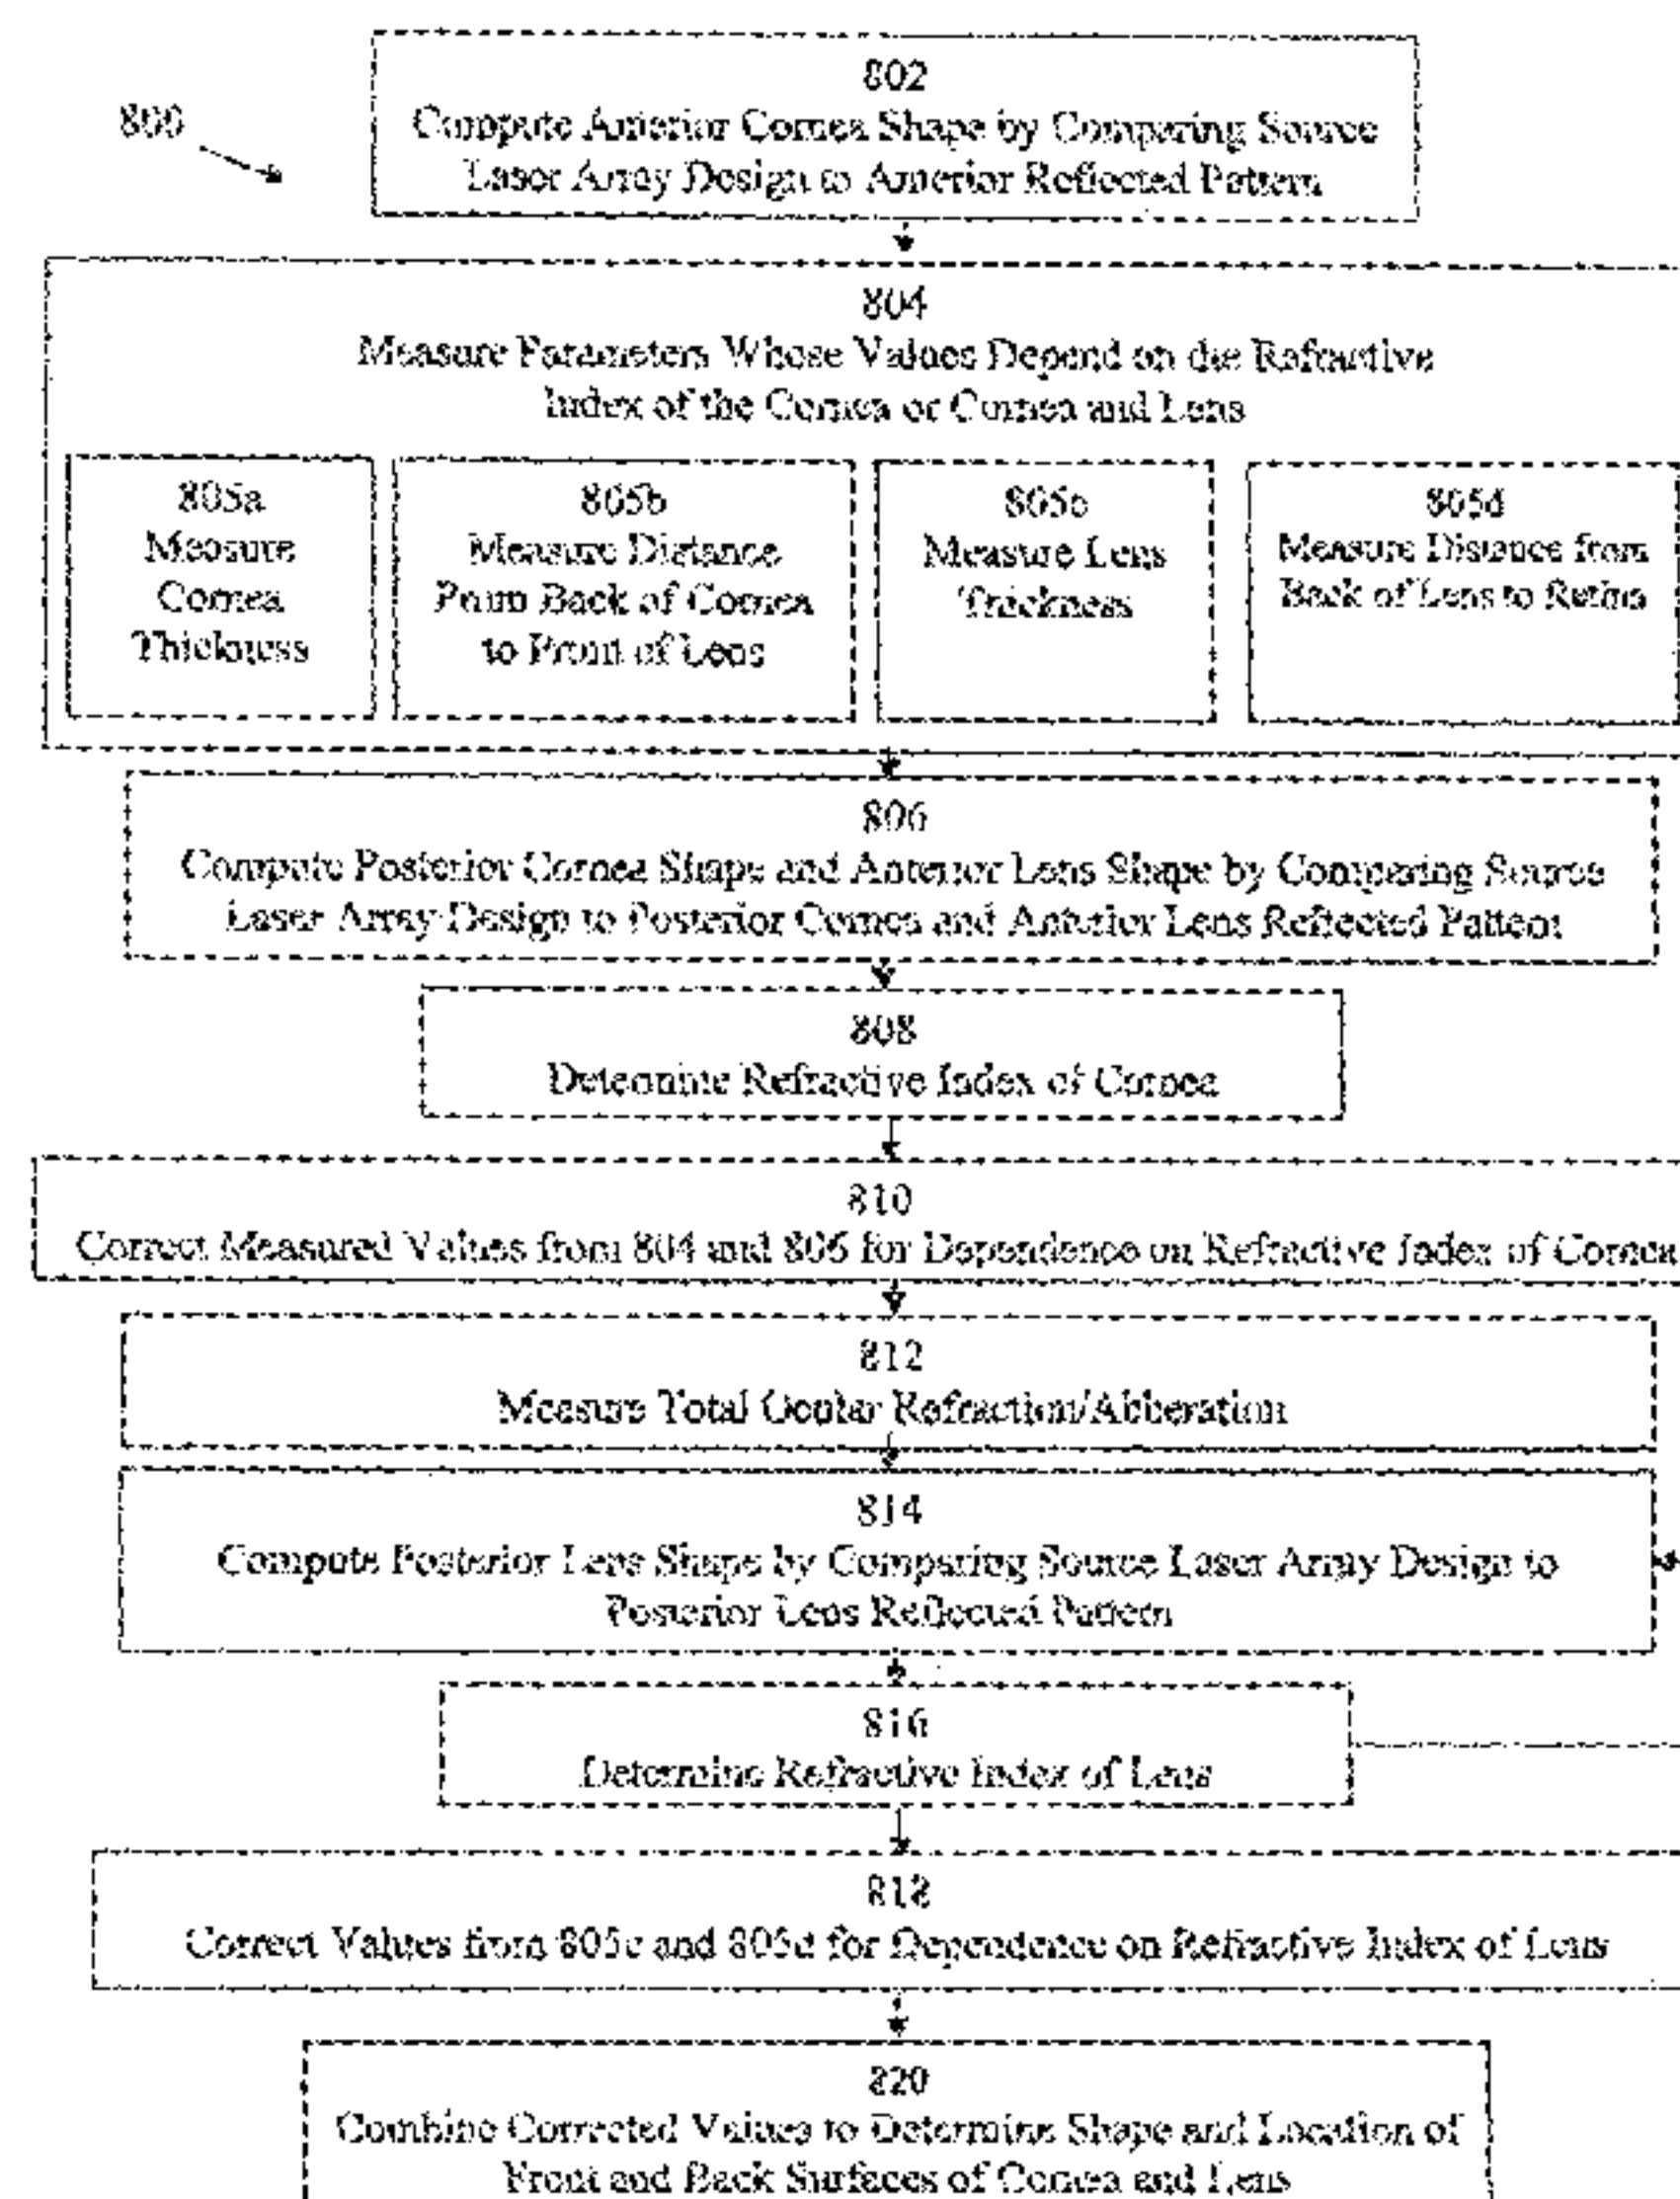 800
802
Compute Anterior Cornea Shape by Comparing Source
Laser Array Design to Anterior Reflected Pattern
804
Measure Parameters Whose Values Depend on the Refractive
Index of the Cornea or Cornea and Lens
805a
Measure
Cornea
Thickness
805b
Measure Distance
From Back of Cornea
to Front of Lens
805c
Measure Lens
Thickness
805d
Measure Distance from
Back of Lens to Retina
806
Compute Posterior Cornea Shape and Anterior Lens Shape by Comparing Source
Laser Array Design to Posterior Cornea and Anterior Lens Reflected Pattern
808
Determine Refractive Index of Cornea
810
Correct Measured Values from 804 and 806 for Dependence on Refractive Index of Cornea
812
Measure Total Ocular Refraction/Abberation
814
Compute Posterior Lens Shape by Comparing Source Laser Array Design to
Posterior Lens Reflected Pattern
816
Determine Refractive Index of Lens
818
Correct Values from 805c and 805d for Dependence on Refractive Index of Lens
820
Combine Corrected Values to Determine Shape and Location of
Front and Back Surfaces of Cornea and Lens